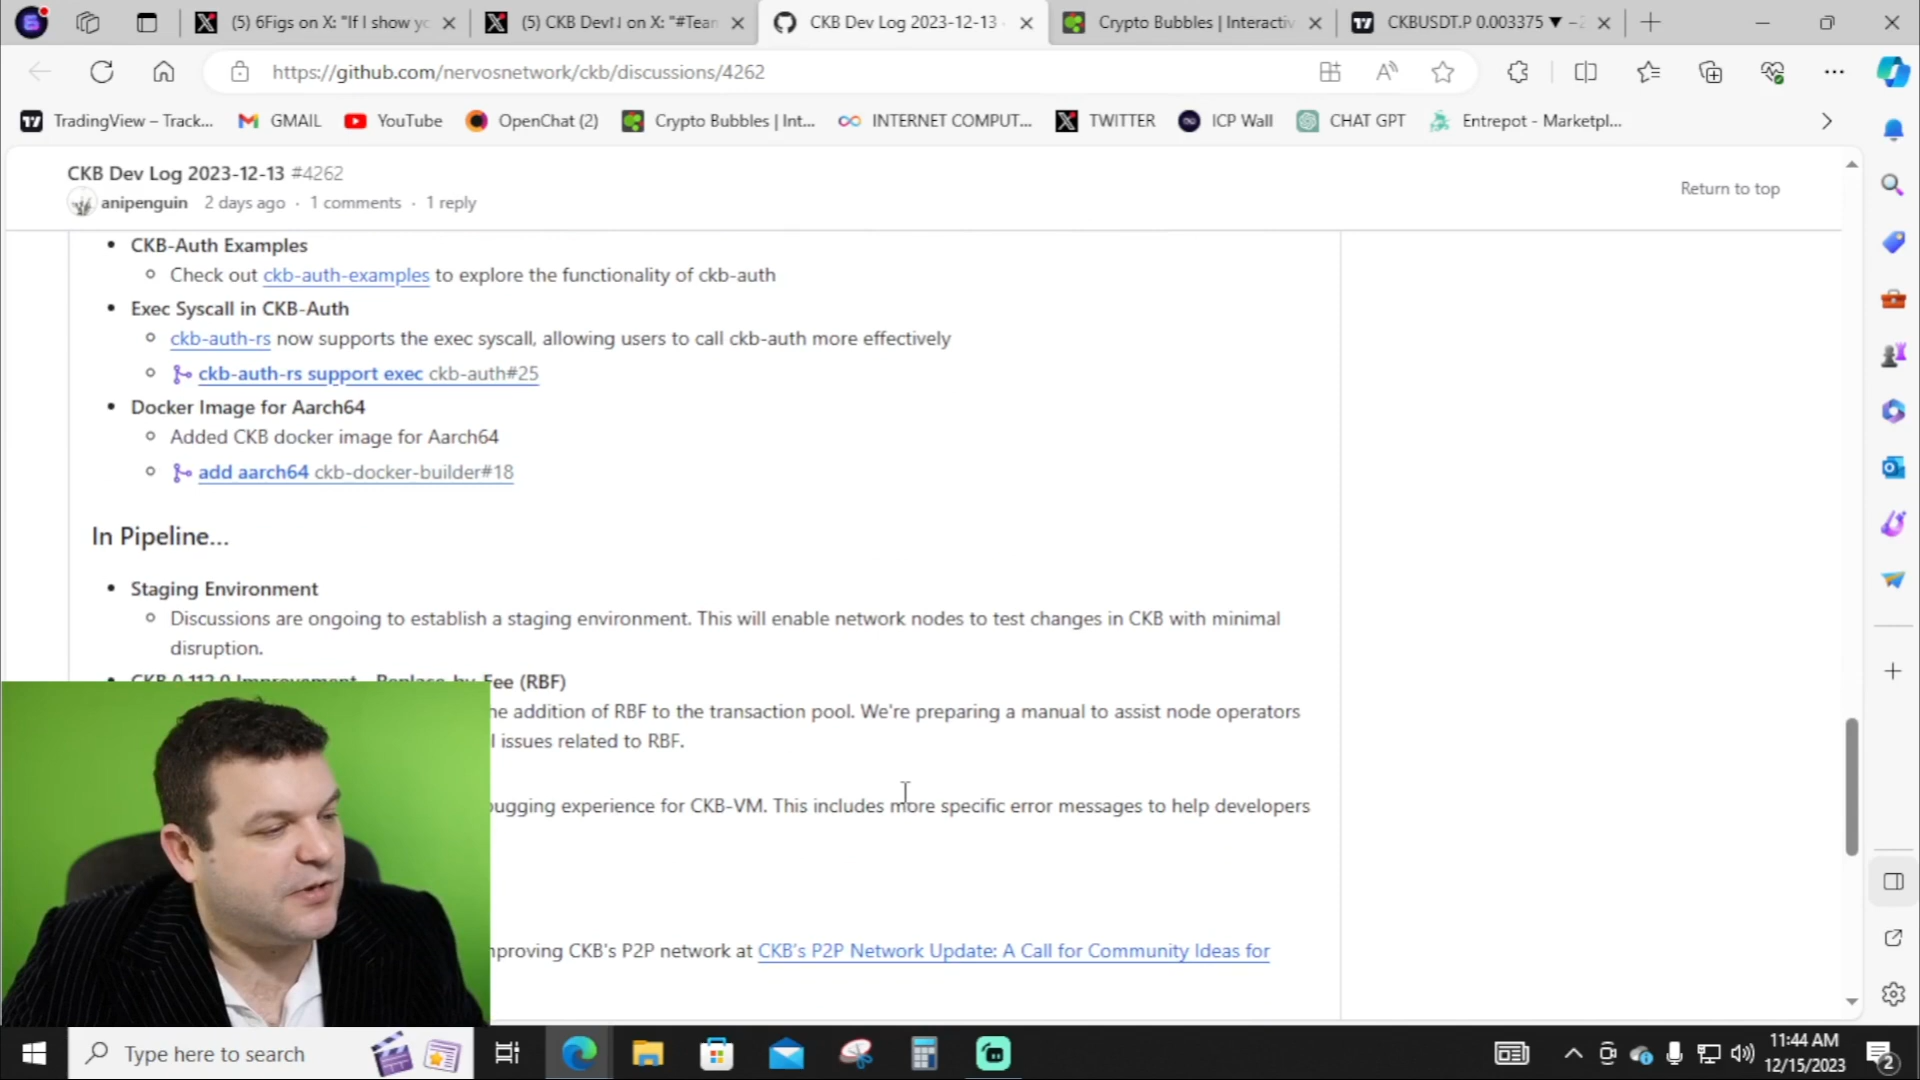 (5) 6Figs on X: "If I show yo
(5) CKB Dev on X: "#Team
CKB Dev Log 2023-12-13
Crypto Bubbles | Interactiv
CKBUSDT.P 0.003375 ▼ −2
https://github.com/nervosnetwork/ckb/discussions/4262
TradingView – Track...
GMAIL
YouTube
OpenChat (2)
Crypto Bubbles | Int...
INTERNET COMPUT...
TWITTER
ICP Wall
CHAT GPT
Entrepot - Marketpl...
CKB Dev Log 2023-12-13 #4262
anipenguin 2 days ago · 1 comments · 1 reply
Return to top
• CKB-Auth Examples
Check out ckb-auth-examples to explore the functionality of ckb-auth
• Exec Syscall in CKB-Auth
ckb-auth-rs now supports the exec syscall, allowing users to call ckb-auth more effectively
ckb-auth-rs support exec ckb-auth#25
• Docker Image for Aarch64
Added CKB docker image for Aarch64
add aarch64 ckb-docker-builder#18
In Pipeline...
• Staging Environment
Discussions are ongoing to establish a staging environment. This will enable network nodes to test changes in CKB with minimal
disruption.
Fee (RBF)
addition of RBF to the transaction pool. We're preparing a manual to assist node operators
issues related to RBF.
experience for CKB-VM. This includes more specific error messages to help developers
CKB's P2P network at CKB's P2P Network Update: A Call for Community Ideas for
Type here to search
11:44 AM
12/15/2023
2